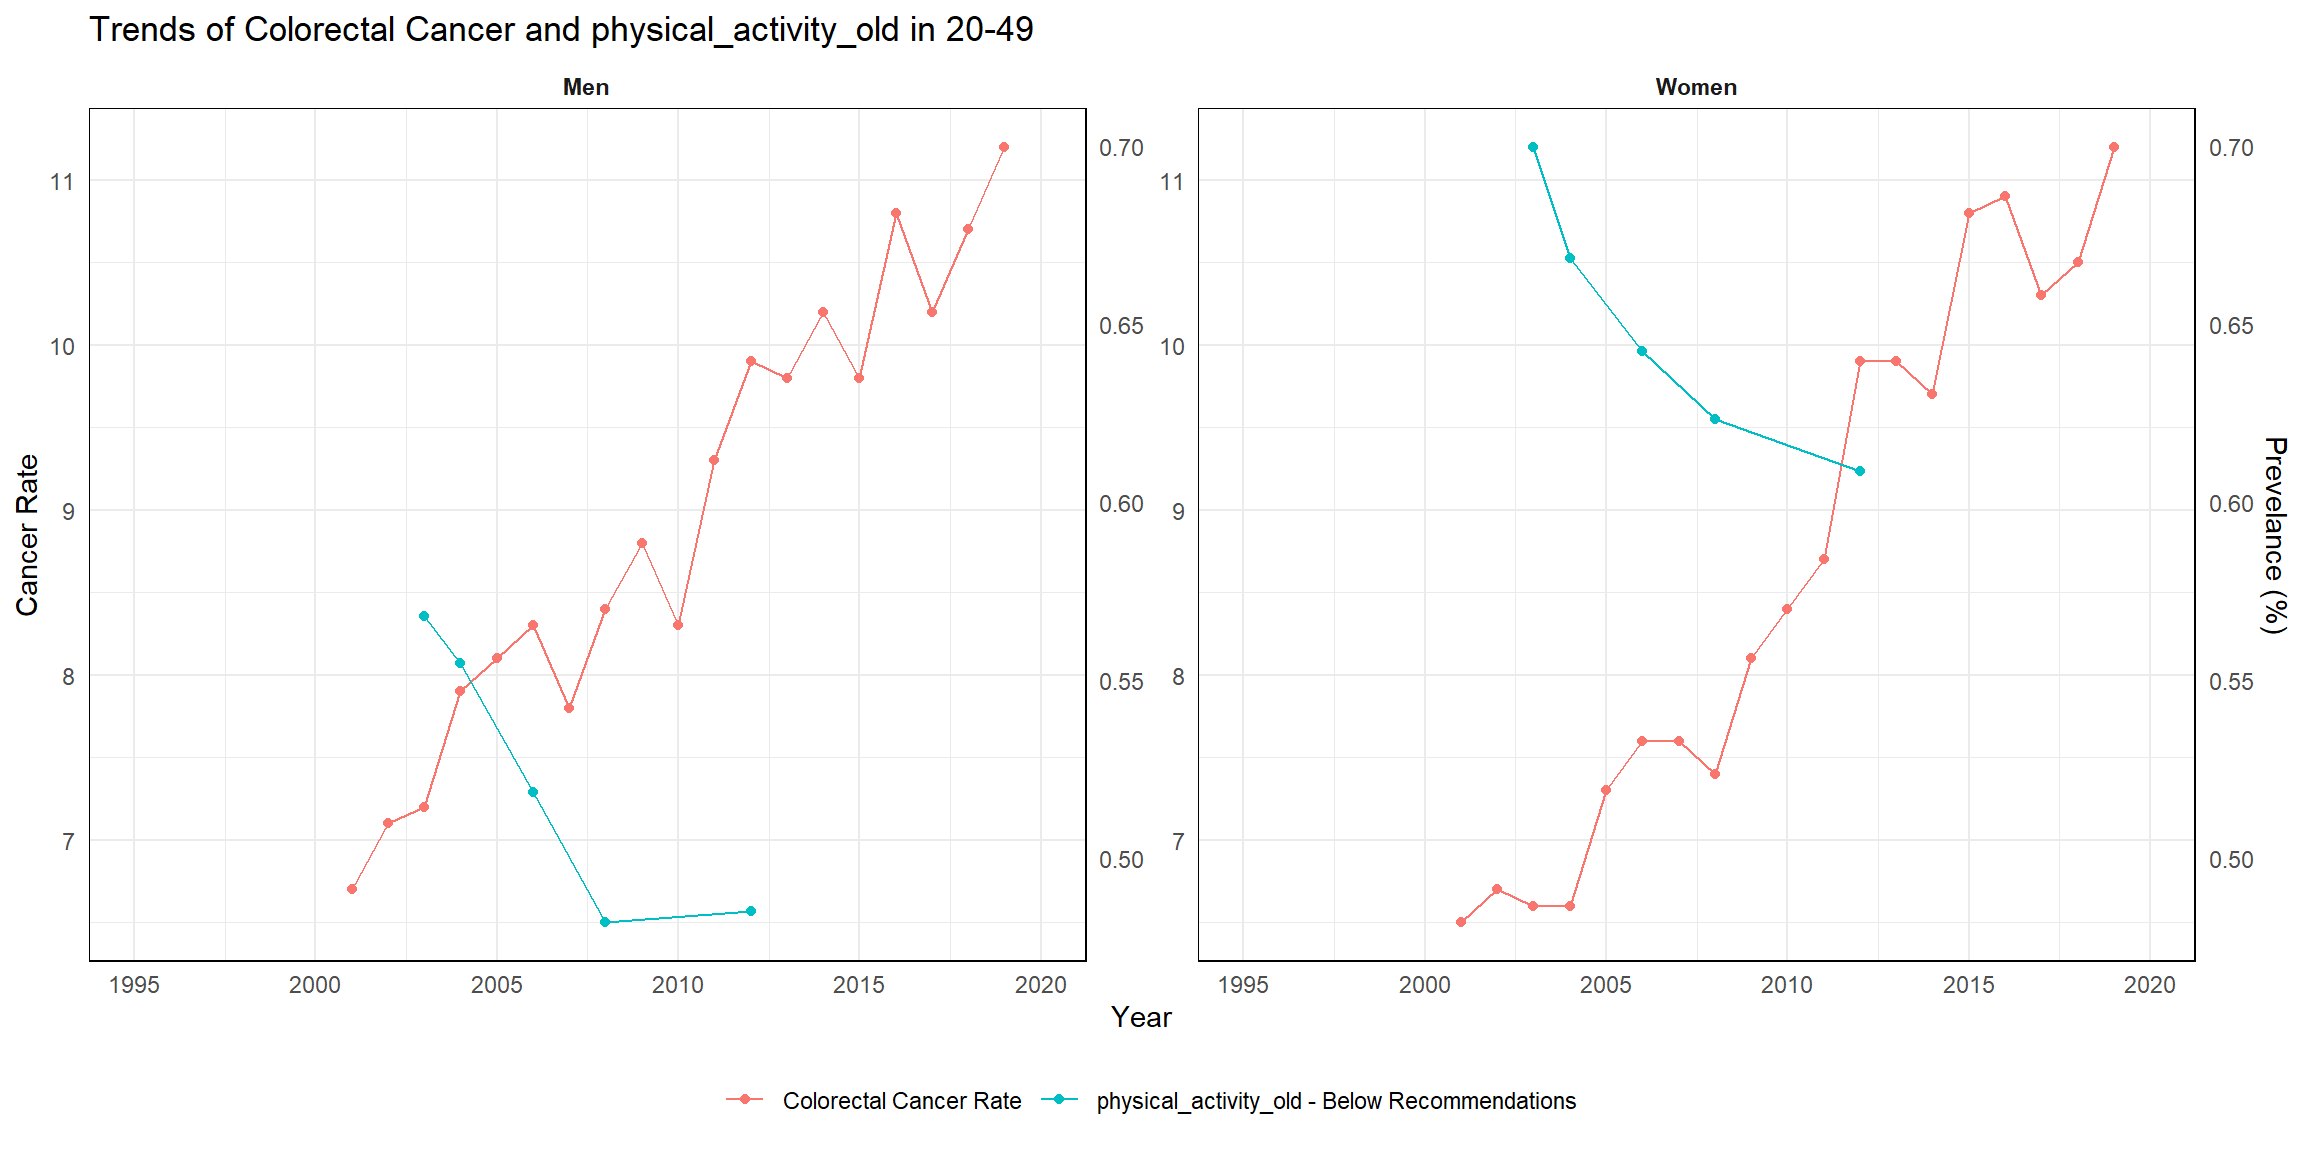 Trends of Colorectal Cancer and physical_activity_old in 20-49
Men
Women
Cancer Rate
11
10
9
8
7
0.70
0.65
0.60
0.55
0.50
11
10
9
8
7
0.70
0.65
0.60
0.55
0.50
Prevelance (%)
1995 2000 2005 2010 2015 2020
1995 2000 2005 2010 2015 2020
Year
Colorectal Cancer Rate
physical_activity_old - Below Recommendations